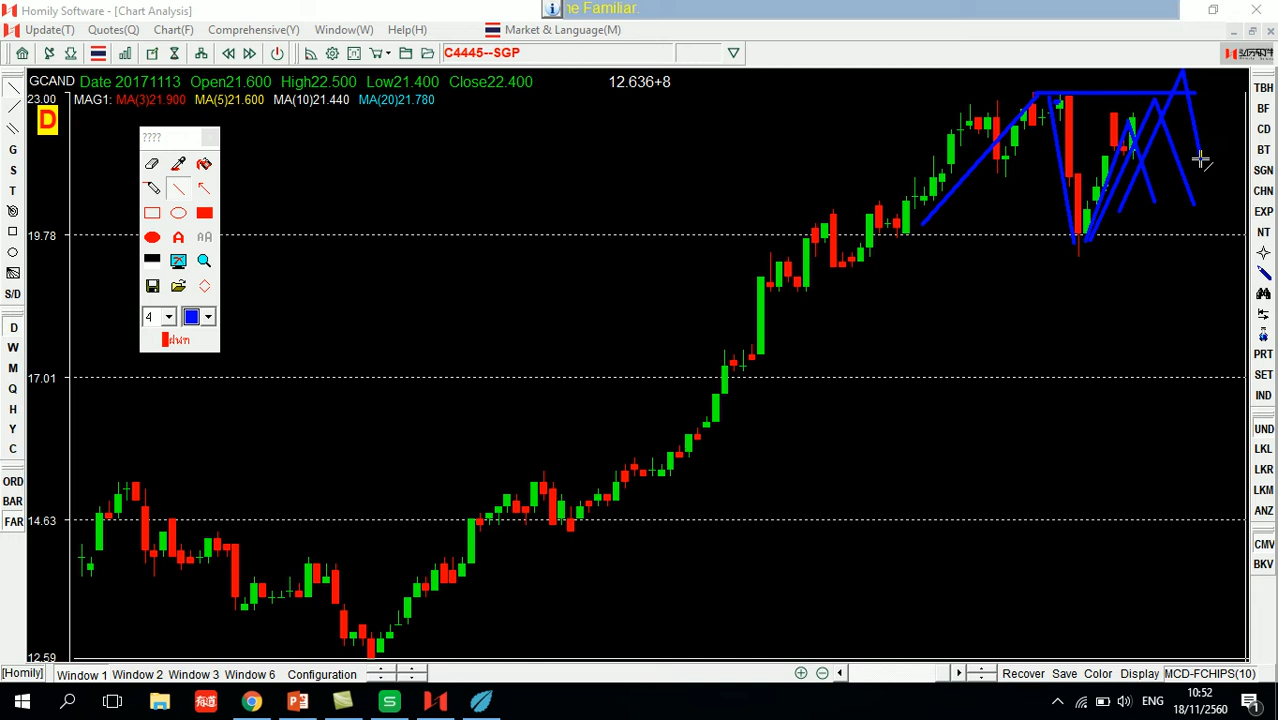 Homily Software - [Chart Analysis]
he Familiar.
Update(T) Quotes(Q) Chart(F) Comprehensive(Y) Window(W) Help(H) Market & Language(M)
C4445--SGP
GCAND Date 20171113 Open21.600 High22.500 Low21.400 Close22.400 12.636+8
23.00 MAG1: MA(3)21.900 MA(5)21.600 MA(10)21.440 MA(20)21.780
D
????
A AA
4
19.78
17.01
14.63
12.59
G
S
T
S/D
D
W
M
Q
H
Y
C
ORD
BAR
FAR
TBH
BF
CD
BT
SGN
CHN
EXP
NT
PRT
SET
IND
UND
LKL
LKR
LKM
ANZ
CMV
BKV
[Homily] Window 1 Window 2 Window 3 Window 6 Configuration Recover Save Color Display MCD-FCHIPS(10)
有道 S ENG 10:52
18/11/2560